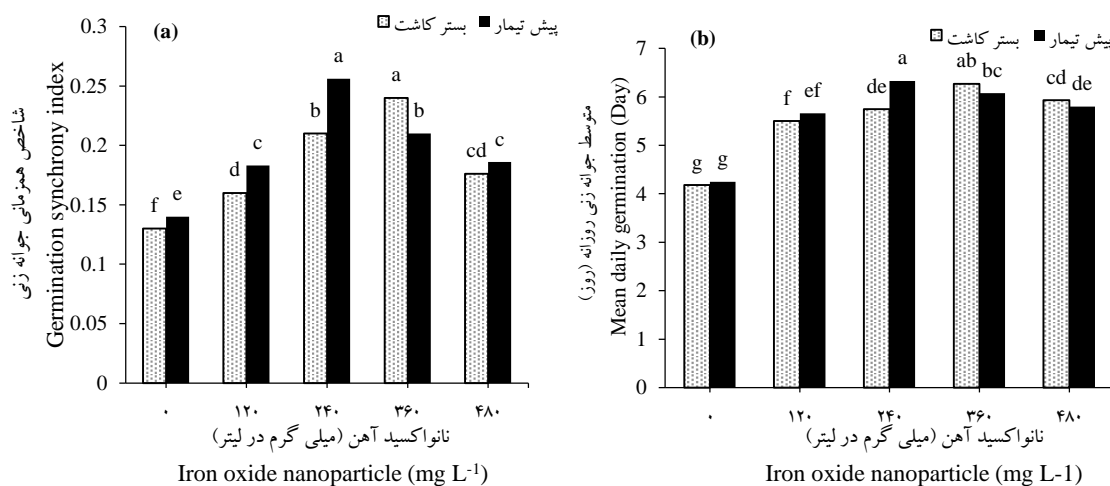 (a)
بستر کاشت پیش تیمار
شاخص همزمانی جوانه زنی
Germination synchrony index
0.3
0.25
0.2
0.15
0.1
0.05
0
f e d c b a a b cd c
۰ ۱۲۰ ۲۴۰ ۳۶۰ ۴۸۰
نانواکسید آهن (میلی گرم در لیتر)
Iron oxide nanoparticle (mg L-1)
(b)
بستر کاشت پیش تیمار
متوسط جوانه زنی روزانه (روز)
Mean daily germination (Day)
7
6
5
4
3
2
1
0
g g f ef de a ab bc cd de
۰ ۱۲۰ ۲۴۰ ۳۶۰ ۴۸۰
نانواکسید آهن (میلی گرم در لیتر)
Iron oxide nanoparticle (mg L-1)